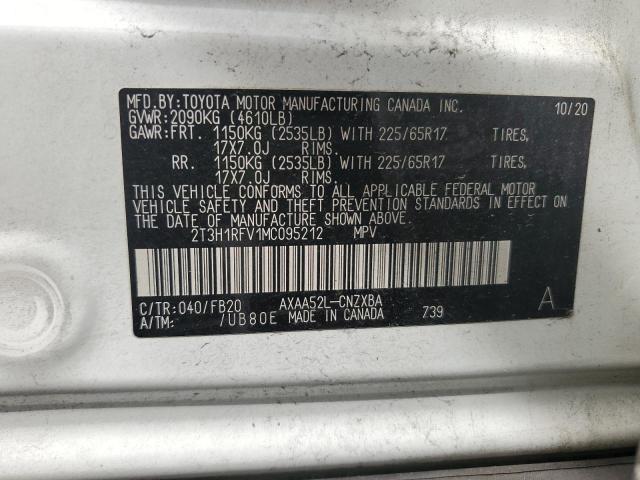 MFD.BY:TOYOTA MOTOR MANUFACTURING CANADA INC. 10/20
GVWR:2090KG (4610LB)
GAWR:FRT. 1150KG (2535LB) WITH 225/65R17 TIRES,
17X7.0J RIMS.
RR. 1150KG (2535LB) WITH 225/65R17 TIRES,
17X7.0J RIMS.
THIS VEHICLE CONFORMS TO ALL APPLICABLE FEDERAL MOTOR
VEHICLE SAFETY AND THEFT PREVENTION STANDARDS IN EFFECT ON
THE DATE OF MANUFACTURE SHOWN ABOVE.
2T3H1RFV1MC095212 MPV
C/TR:040/FB20 AXAA52L-CNZXBA A
A/TM: /UB80E MADE IN CANADA 739